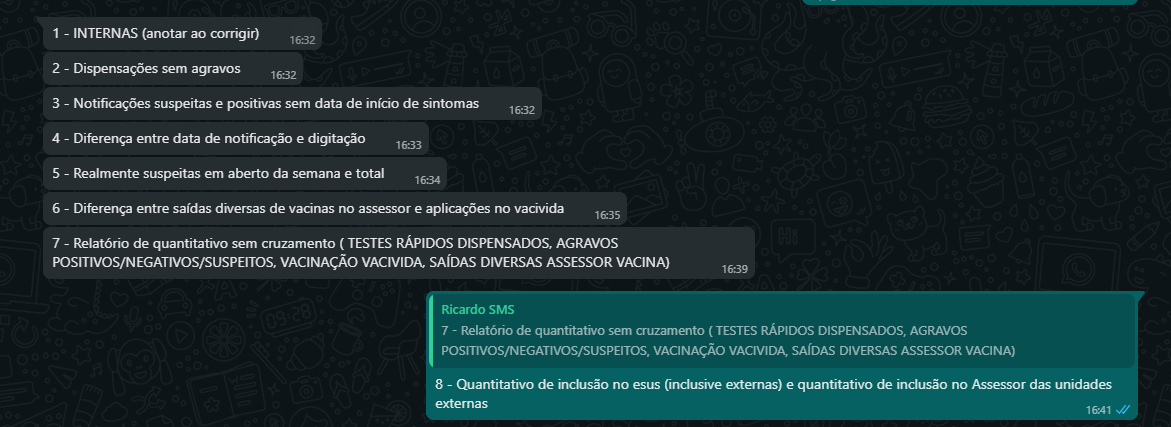 1 - INTERNAS (anotar ao corrigir)
16:32
2 - Dispensações sem agravos
16:32
3 - Notificações suspeitas e positivas sem data de início de sintomas
16:32
4 - Diferença entre data de notificação e digitação
16:33
5 - Realmente suspeitas em aberto da semana e total
16:34
6 - Diferença entre saídas diversas de vacinas no assessor e aplicações no vacivida
16:35
7 - Relatório de quantitativo sem cruzamento ( TESTES RÁPIDOS DISPENSADOS, AGRAVOS
POSITIVOS/NEGATIVOS/SUSPEITOS, VACINAÇÃO VACIVIDA, SAÍDAS DIVERSAS ASSESSOR VACINA)
16:39
Ricardo SMS
7 - Relatório de quantitativo sem cruzamento ( TESTES RÁPIDOS DISPENSADOS, AGRAVOS
POSITIVOS/NEGATIVOS/SUSPEITOS, VACINAÇÃO VACIVIDA, SAÍDAS DIVERSAS ASSESSOR VACINA)
8 - Quantitativo de inclusão no esus (inclusive externas) e quantitativo de inclusão no Assessor das unidades
externas
16:41